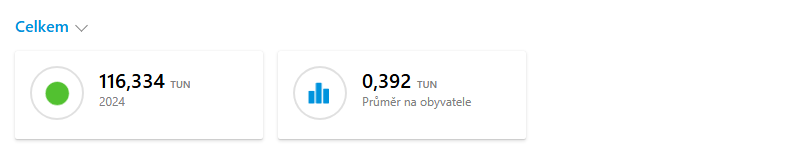 Celkem
116,334 TUN
2024
0,392 TUN
Průměr na obyvatele